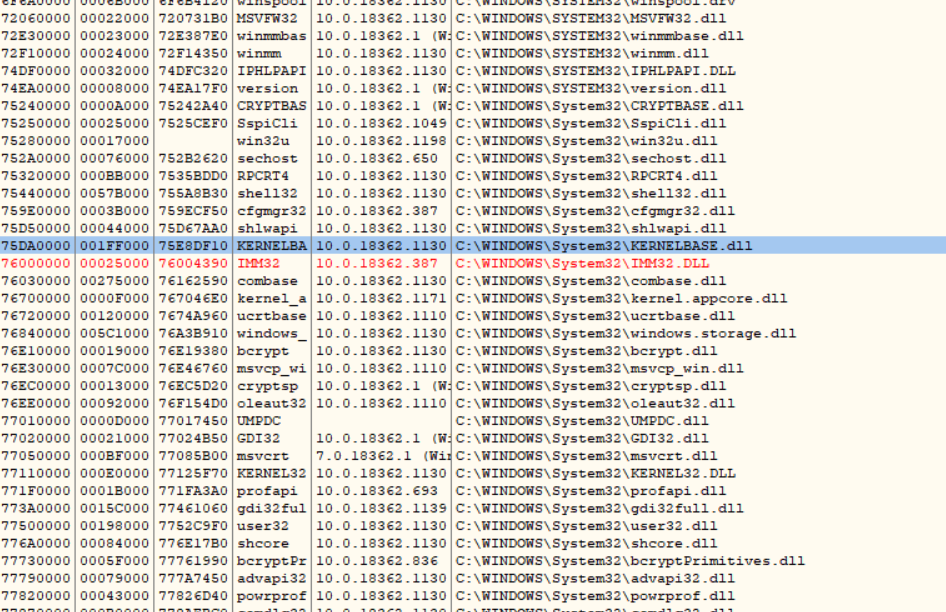 72060000 00022000 720731B0 MSVFW32 10.0.18362.1130 C:\WINDOWS\SYSTEM32\MSVFW32.dll
72E30000 00023000 72E387E0 winmmbas 10.0.18362.1 (W: C:\WINDOWS\SYSTEM32\winmmbase.dll
72F10000 00024000 72F14350 winmm 10.0.18362.1130 C:\WINDOWS\SYSTEM32\winmm.dll
74DF0000 00032000 74DFC320 IPHLPAPI 10.0.18362.1130 C:\WINDOWS\SYSTEM32\IPHLPAPI.DLL
74EA0000 00008000 74EA17F0 version 10.0.18362.1 (W: C:\WINDOWS\SYSTEM32\version.dll
75240000 0000A000 75242A40 CRYPTBAS 10.0.18362.1 (W: C:\WINDOWS\System32\CRYPTBASE.dll
75250000 00025000 7525CEF0 SspiCli 10.0.18362.1049 C:\WINDOWS\System32\SspiCli.dll
75280000 00017000 win32u 10.0.18362.1198 C:\WINDOWS\System32\win32u.dll
752A0000 00076000 752B2620 sechost 10.0.18362.650 C:\WINDOWS\System32\sechost.dll
75320000 000BB000 7535BDD0 RPCRT4 10.0.18362.1130 C:\WINDOWS\System32\RPCRT4.dll
75440000 0057B000 755A8B30 shell32 10.0.18362.1130 C:\WINDOWS\System32\shell32.dll
759E0000 0003B000 759ECF50 cfgmgr32 10.0.18362.387 C:\WINDOWS\System32\cfgmgr32.dll
75D50000 00044000 75D67AA0 shlwapi 10.0.18362.1130 C:\WINDOWS\System32\shlwapi.dll
75DA0000 001FF000 75E8DF10 KERNELBA 10.0.18362.1130 C:\WINDOWS\System32\KERNELBASE.dll
76000000 00025000 76004390 IMM32 10.0.18362.387 C:\WINDOWS\System32\IMM32.DLL
76030000 00275000 76162590 combase 10.0.18362.1130 C:\WINDOWS\System32\combase.dll
76700000 0000F000 767046E0 kernel_a 10.0.18362.1171 C:\WINDOWS\System32\kernel.appcore.dll
76720000 00120000 7674A960 ucrtbase 10.0.18362.1110 C:\WINDOWS\System32\ucrtbase.dll
76840000 005C1000 76A3B910 windows_ 10.0.18362.1130 C:\WINDOWS\System32\windows.storage.dll
76E10000 00019000 76E19380 bcrypt 10.0.18362.1130 C:\WINDOWS\System32\bcrypt.dll
76E30000 0007C000 76E46760 msvcp_wi 10.0.18362.1110 C:\WINDOWS\System32\msvcp_win.dll
76EC0000 00013000 76EC5D20 cryptsp 10.0.18362.1 (W: C:\WINDOWS\System32\cryptsp.dll
76EE0000 00092000 76F154D0 oleaut32 10.0.18362.1110 C:\WINDOWS\System32\oleaut32.dll
77010000 0000D000 77017450 UMPDC C:\WINDOWS\System32\UMPDC.dll
77020000 00021000 77024B50 GDI32 10.0.18362.1 (W: C:\WINDOWS\System32\GDI32.dll
77050000 000BF000 77085B00 msvcrt 7.0.18362.1 (Wir C:\WINDOWS\System32\msvcrt.dll
77110000 000E0000 77125F70 KERNEL32 10.0.18362.1130 C:\WINDOWS\System32\KERNEL32.DLL
771F0000 0001B000 771FA3A0 profapi 10.0.18362.693 C:\WINDOWS\System32\profapi.dll
773A0000 0015C000 77461060 gdi32ful 10.0.18362.1139 C:\WINDOWS\System32\gdi32full.dll
77500000 00198000 7752C9F0 user32 10.0.18362.1130 C:\WINDOWS\System32\user32.dll
776A0000 00084000 776E17B0 shcore 10.0.18362.1130 C:\WINDOWS\System32\shcore.dll
77730000 0005F000 77761990 bcryptPr 10.0.18362.836 C:\WINDOWS\System32\bcryptPrimitives.dll
77790000 00079000 777A7450 advapi32 10.0.18362.1130 C:\WINDOWS\System32\advapi32.dll
77820000 00043000 77826D40 powrprof 10.0.18362.1130 C:\WINDOWS\System32\powrprof.dll